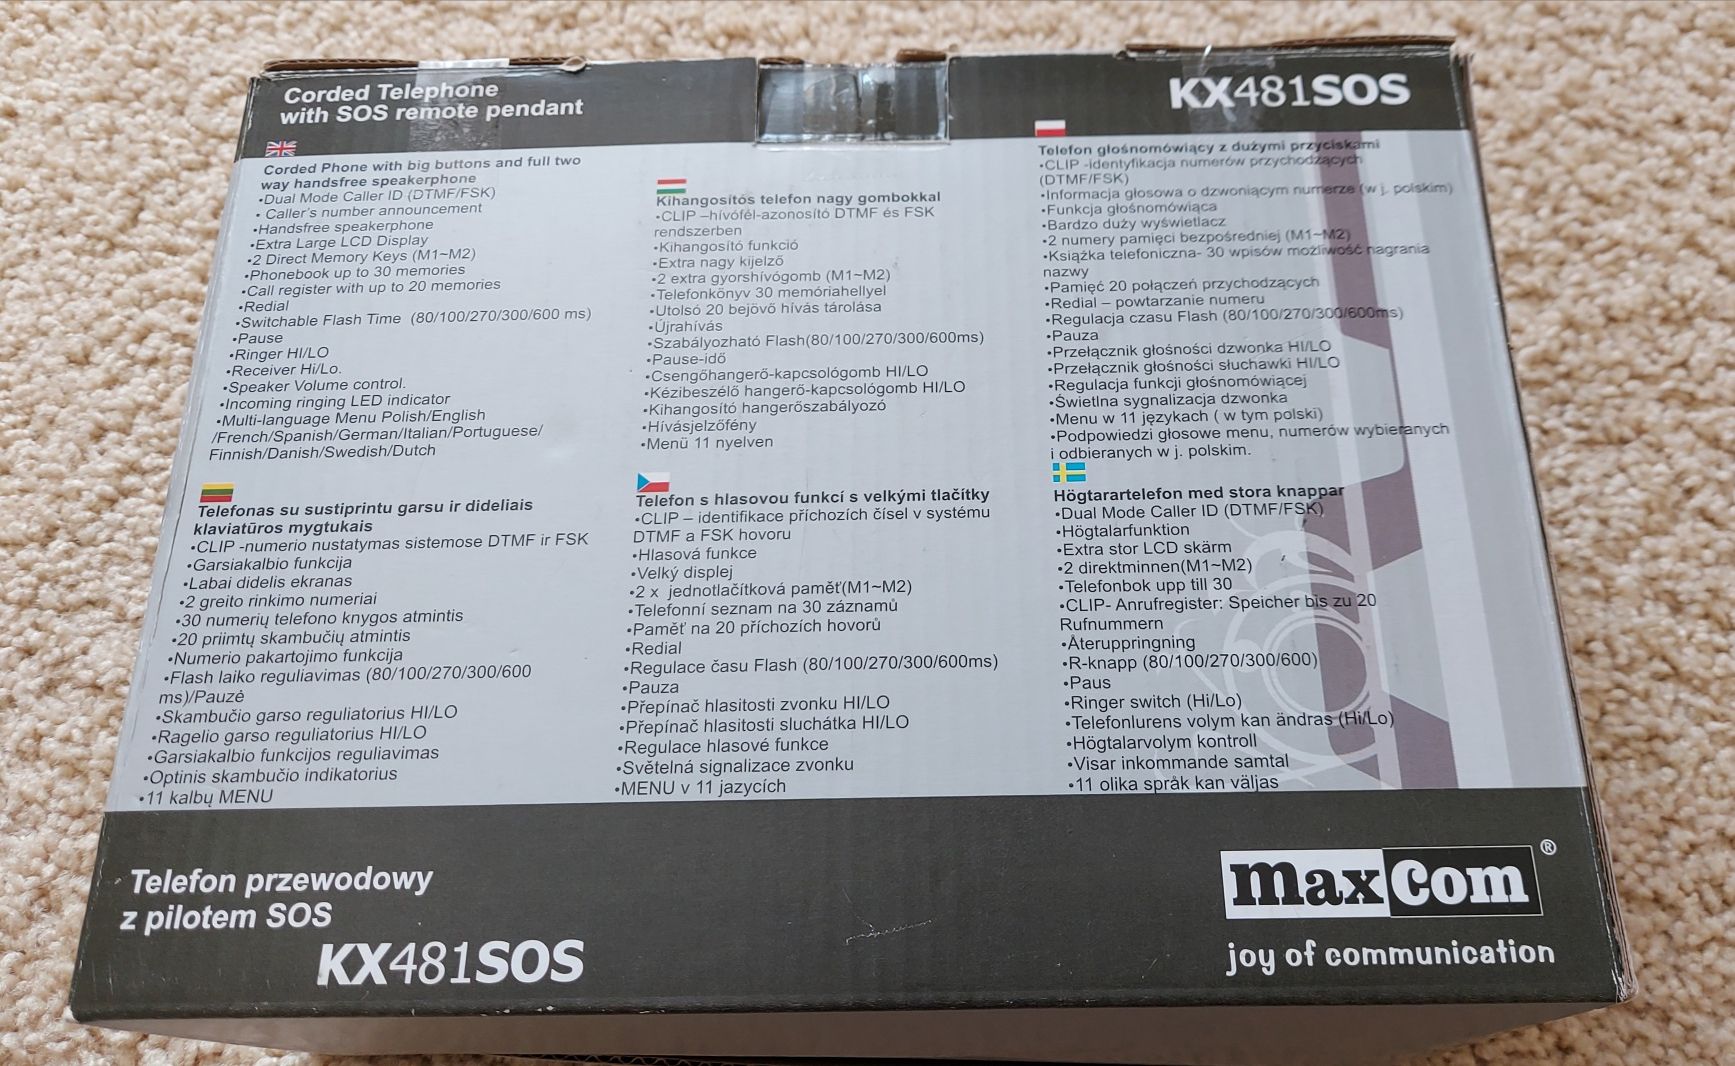 Corded Telephone
with SOS remote pendant
KX481SOS
Corded Phone with big buttons and full two
way handsfree speakerphone
•Dual Mode Caller ID (DTMF/FSK)
• Caller's number announcement
•Handsfree speakerphone
•Extra Large LCD Display
•2 Direct Memory Keys (M1~M2)
•Phonebook up to 30 memories
•Call register with up to 20 memories
•Redial
•Switchable Flash Time (80/100/270/300/600 ms)
•Pause
•Ringer HI/LO
•Receiver Hi/Lo.
•Speaker Volume control.
•Incoming ringing LED indicator
•Multi-language Menu Polish/English
/French/Spanish/German/Italian/Portuguese/
Finnish/Danish/Swedish/Dutch
Kihangosítós telefon nagy gombokkal
•CLIP –hívófél-azonosító DTMF és FSK
rendszerben
•Kihangosító funkció
•Extra nagy kijelző
•2 extra gyorshívógomb (M1~M2)
•Telefonkönyv 30 memóriahellyel
•Utolsó 20 bejövő hívás tárolása
•Újrahívás
•Szabályozható Flash(80/100/270/300/600ms)
•Pause-idő
•Csengőhangerő-kapcsológomb HI/LO
•Kézibeszélő hangerő-kapcsológomb HI/LO
•Kihangosító hangerőszabályozó
•Hívásjelzőfény
•Menü 11 nyelven
Telefon głośnomówiący z dużymi przyciskami
•CLIP -identyfikacja numerów przychodzących
(DTMF/FSK)
•Informacja głosowa o dzwoniącym numerze (w j. polskim)
•Funkcja głośnomówiąca
•Bardzo duży wyświetlacz
•2 numery pamięci bezpośredniej (M1~M2)
•Książka telefoniczna- 30 wpisów możliwość nagrania
nazwy
•Pamięć 20 połączeń przychodzących
•Redial – powtarzanie numeru
•Regulacja czasu Flash (80/100/270/300/600ms)
•Pauza
•Przełącznik głośności dzwonka HI/LO
•Przełącznik głośności słuchawki HI/LO
•Regulacja funkcji głośnomówiącej
•Świetlna sygnalizacja dzwonka
•Menu w 11 językach ( w tym polski)
•Podpowiedzi głosowe menu, numerów wybieranych
i odbieranych w j. polskim.
Telefonas su sustiprintu garsu ir dideliais
klaviatūros mygtukais
•CLIP -numerio nustatymas sistemose DTMF ir FSK
•Garsiakalbio funkcija
•Labai didelis ekranas
•2 greito rinkimo numeriai
•30 numerių telefono knygos atmintis
•20 priimtų skambučių atmintis
•Numerio pakartojimo funkcija
•Flash laiko reguliavimas (80/100/270/300/600
ms)/Pauzė
•Skambučio garso reguliatorius HI/LO
•Ragelio garso reguliatorius HI/LO
•Garsiakalbio funkcijos reguliavimas
•Optinis skambučio indikatorius
•11 kalbų MENU
Telefon s hlasovou funkcí s velkými tlačítky
•CLIP – identifikace příchozích čísel v systému
DTMF a FSK hovoru
•Hlasová funkce
•Velký displej
•2 x jednotlačítková paměť(M1~M2)
•Telefonní seznam na 30 záznamů
•Paměť na 20 příchozích hovorů
•Redial
•Regulace času Flash (80/100/270/300/600ms)
•Pauza
•Přepínač hlasitosti zvonku HI/LO
•Přepínač hlasitosti sluchátka HI/LO
•Regulace hlasové funkce
•Světelná signalizace zvonku
•MENU v 11 jazycích
Högtarartelefon med stora knappar
•Dual Mode Caller ID (DTMF/FSK)
•Högtalarfunktion
•Extra stor LCD skärm
•2 direktminnen(M1~M2)
•Telefonbok upp till 30
•CLIP- Anrufregister: Speicher bis zu 20
Rufnummern
•Återuppringning
•R-knapp (80/100/270/300/600)
•Paus
•Ringer switch (Hi/Lo)
•Telefonlurens volym kan ändras (Hi/Lo)
•Högtalarvolym kontroll
•Visar inkommande samtal
•11 olika språk kan väljas
Telefon przewodowy
z pilotem SOS
KX481SOS
maxcom®
joy of communication